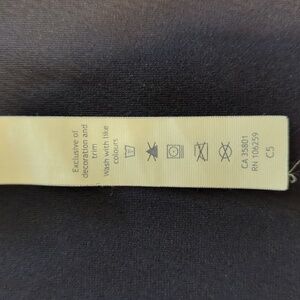 Exclusive of
decoration and
trim
Wash with like
colours
CA 35801
RN 106259
C5